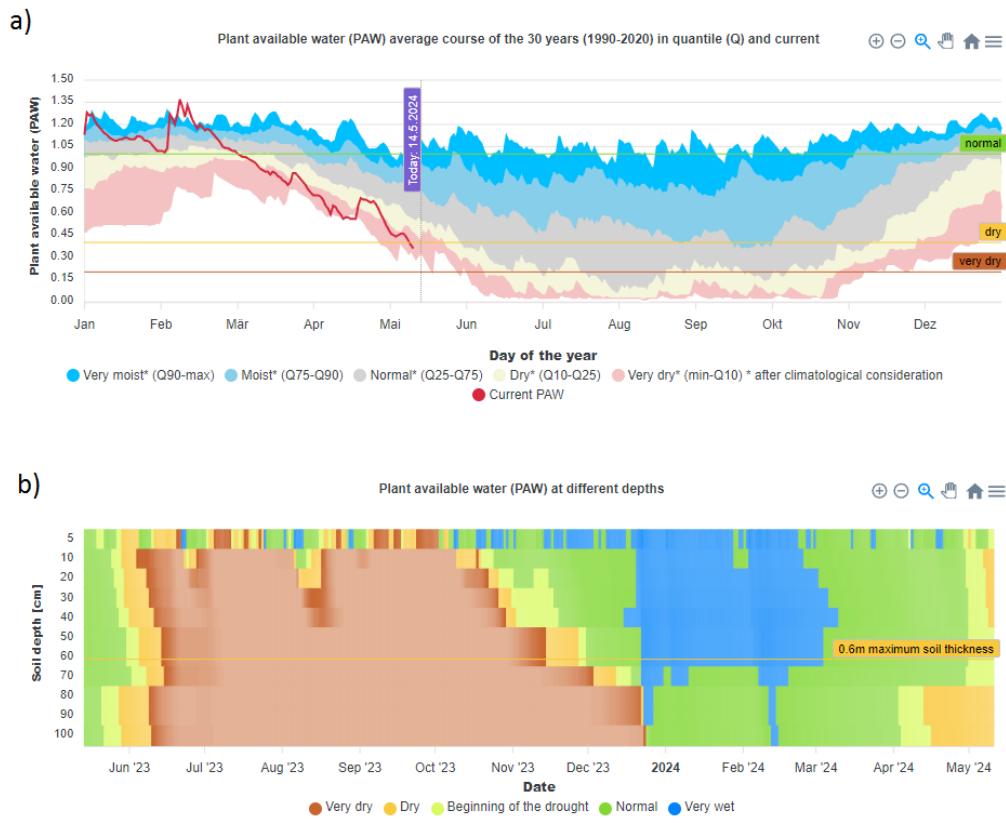 a)
Plant available water (PAW) average course of the 30 years (1990-2020) in quantile (Q) and current
Plant available water (PAW)
1.50
1.35
1.20
1.05
0.90
0.75
0.60
0.45
0.30
0.15
0.00
Today: 14.5.2024
normal
dry
very dry
Jan Feb Mär Apr Mai Jun Jul Aug Sep Okt Nov Dez
Day of the year
Very moist* (Q90-max) Moist* (Q75-Q90) Normal* (Q25-Q75) Dry* (Q10-Q25) Very dry* (min-Q10) * after climatological consideration
Current PAW
b)
Plant available water (PAW) at different depths
Soil depth [cm]
5
10
20
30
40
50
60
70
80
90
100
0.6m maximum soil thickness
Jun '23 Jul '23 Aug '23 Sep '23 Oct '23 Nov '23 Dec '23 2024 Feb '24 Mar '24 Apr '24 May '24
Date
Very dry Dry Beginning of the drought Normal Very wet